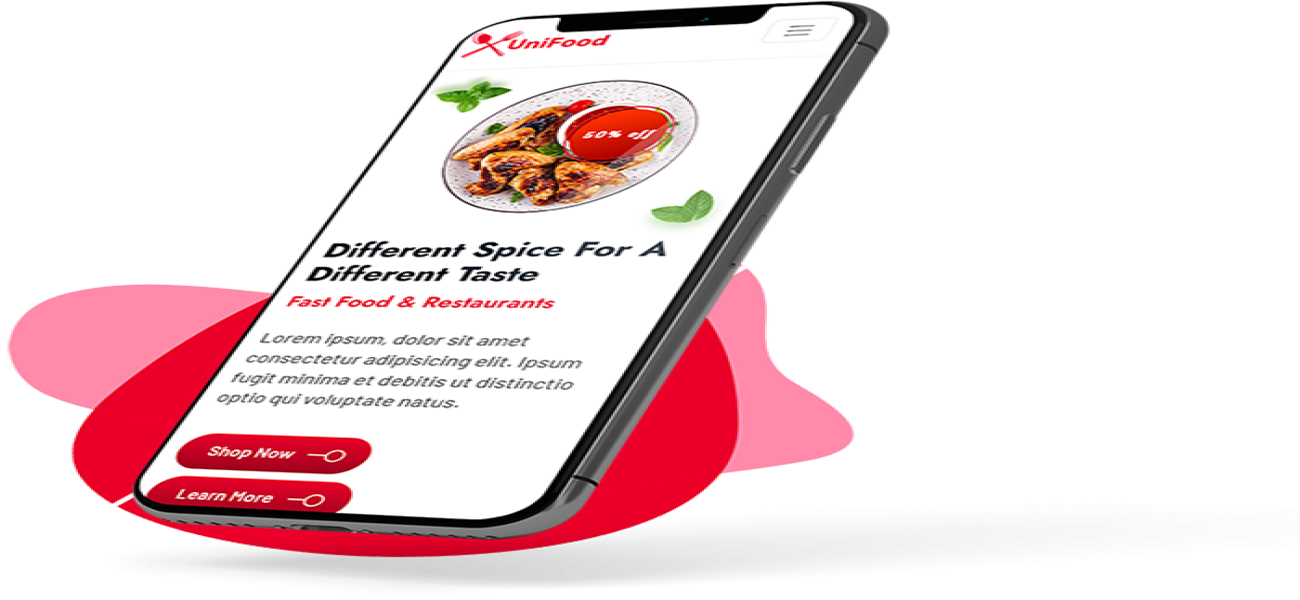 UniFood
50% off
Different Spice For A
Different Taste
Fast Food & Restaurants
Lorem ipsum, dolor sit amet
consectetur adipisicing elit. Ipsum
fugit minima et debitis ut distinctio
optio qui voluptate natus.
Shop Now
Learn More